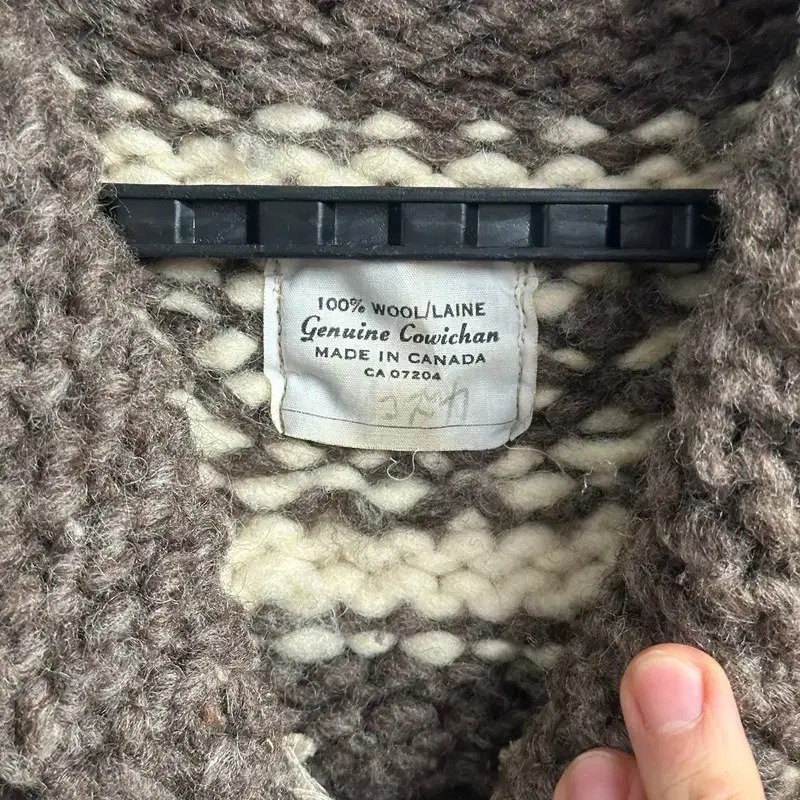 100% WOOL/LAINE
Genuine Cowichan
MADE IN CANADA
CA 07204